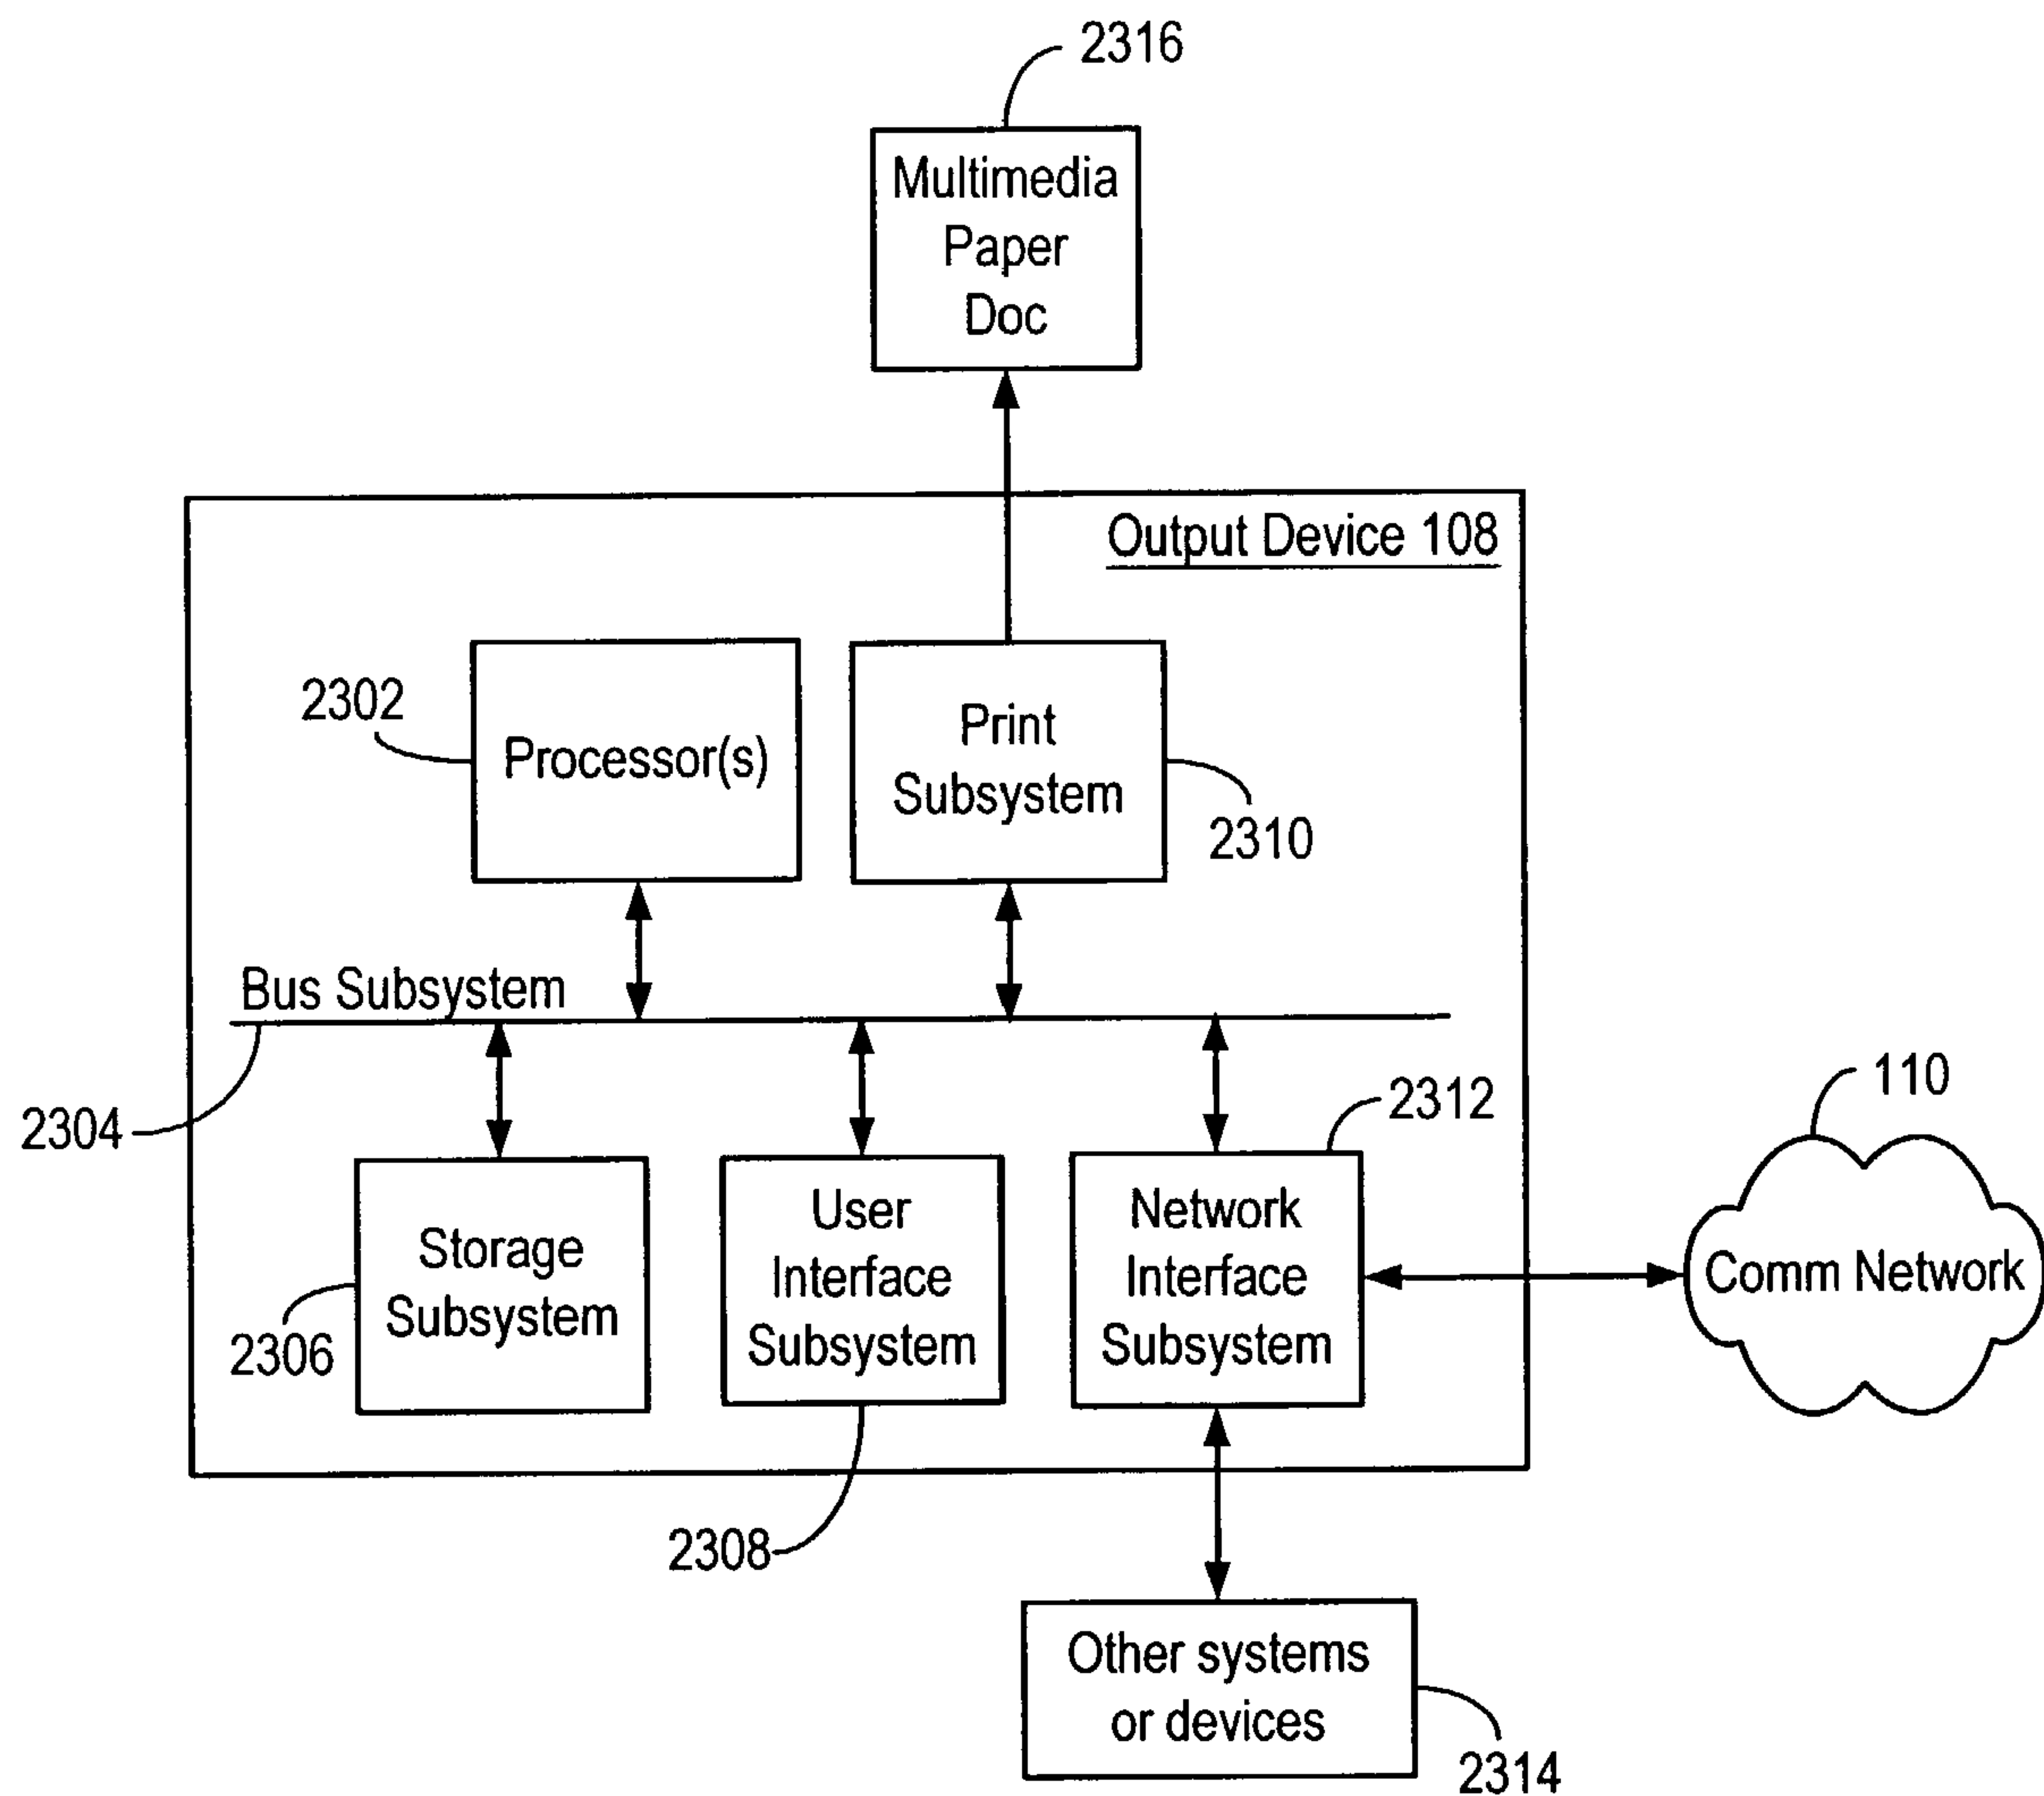 2316
Multimedia
Paper
Doc
Output Device 108
2302
Processor(s)
Print
Subsystem
2310
Bus Subsystem
2304
2312
110
Storage
Subsystem
2306
User
Interface
Subsystem
2308
Network
Interface
Subsystem
Comm Network
Other systems
or devices
2314